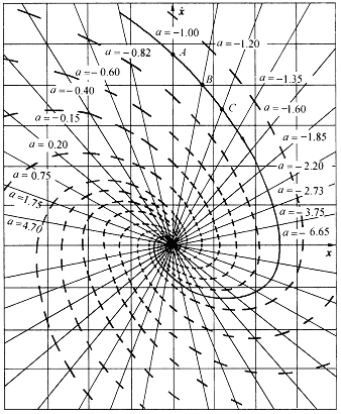 ẋ
a = −1.00
a = −0.82
A
a = −1.20
a = −0.60
a = −1.35
a = −0.40
B
C
a = −1.60
a = −0.15
a = −1.85
a = 0.20
a = −2.20
a = 0.75
a = −2.73
a = 1.75
a = −3.75
a = 4.70
a = −6.65
x